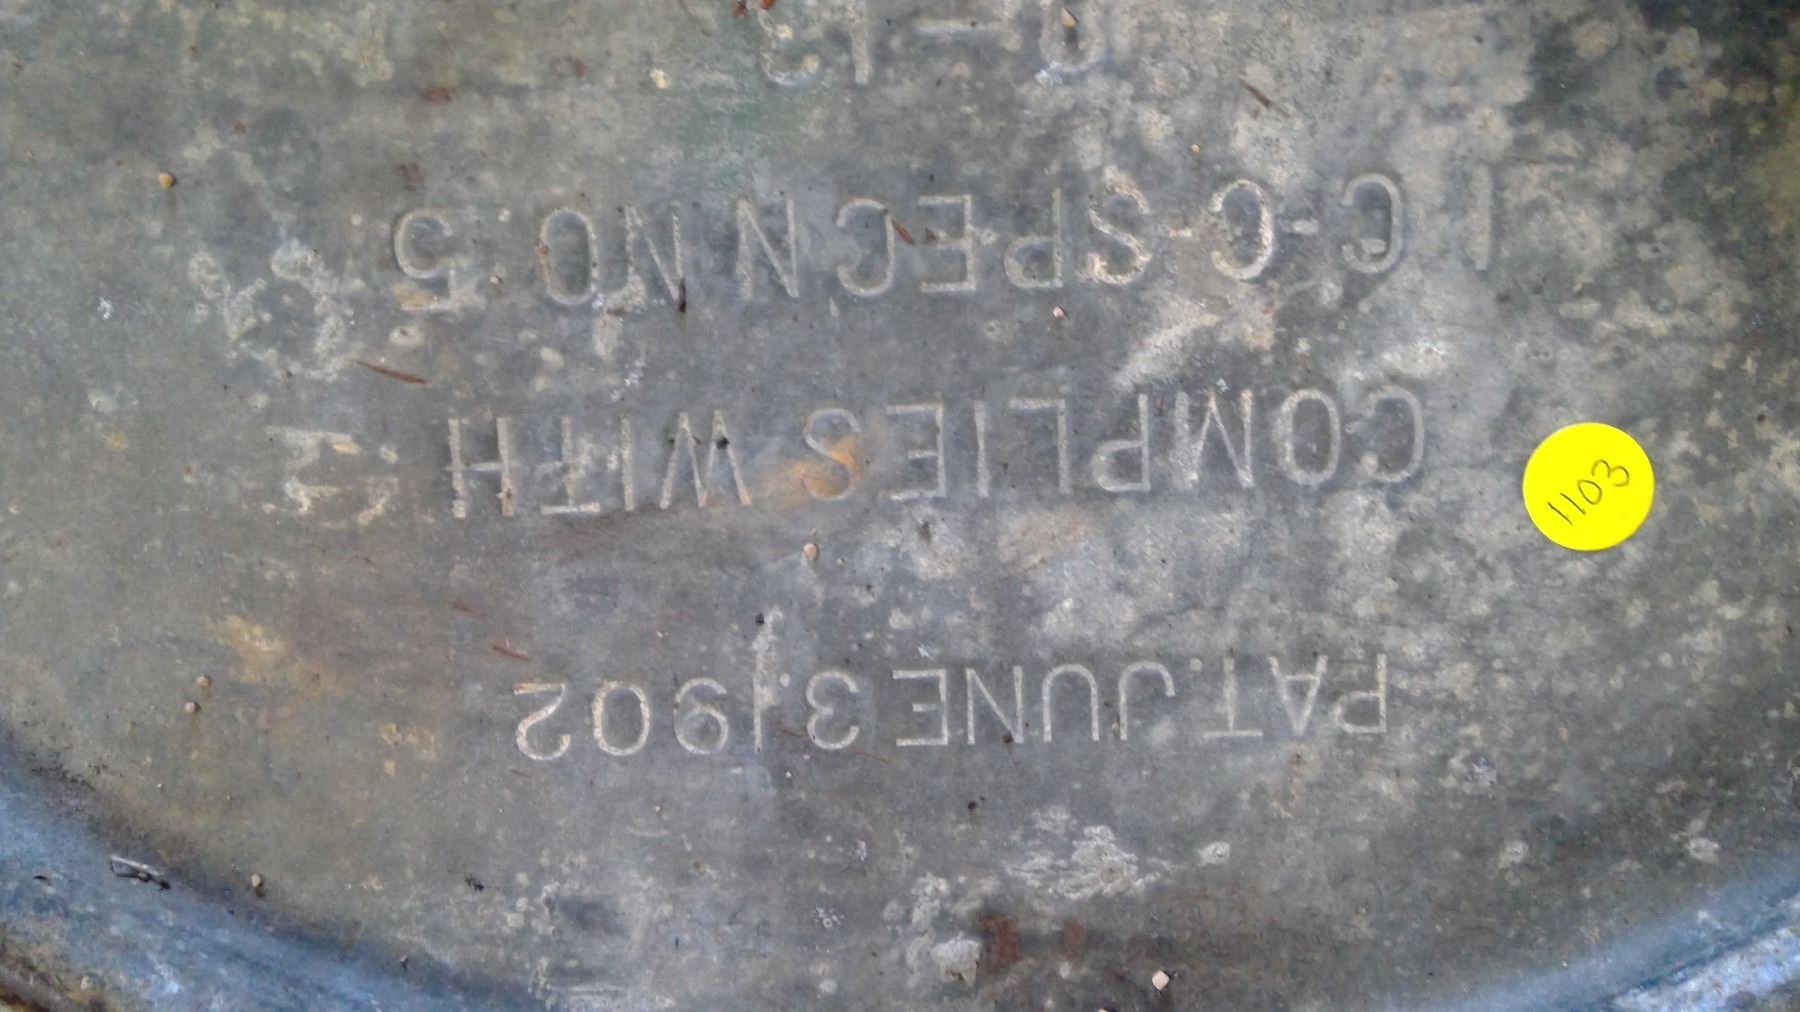 PAT. JUNE 3.1902
COMPLIES WITH
I C-C-SPEC N NO 5
1103